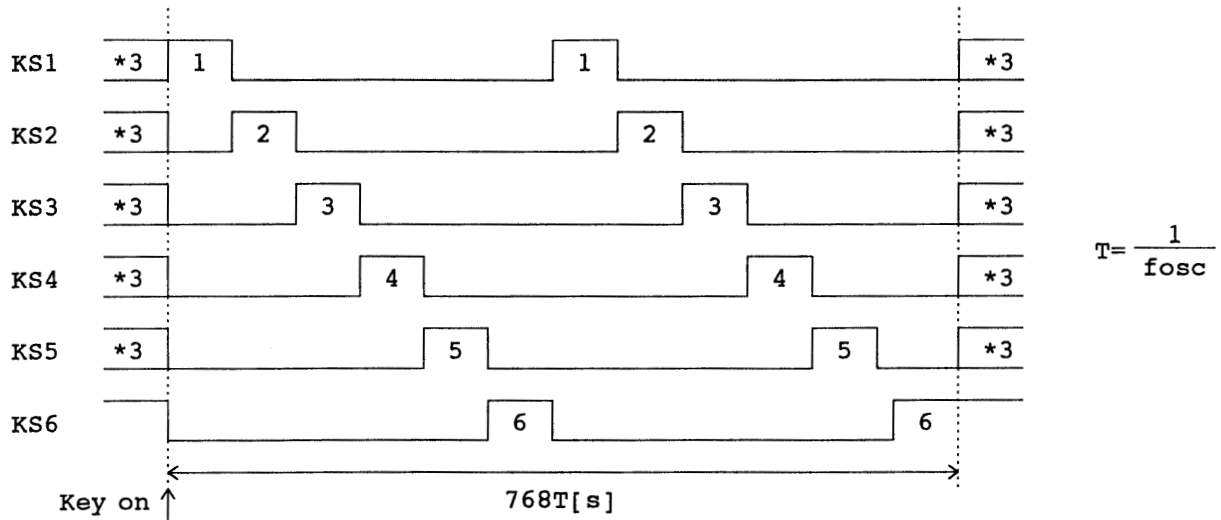 KS1 *3 1 1 *3
KS2 *3 2 2 *3
KS3 *3 3 3 *3
KS4 *3 4 4 *3
KS5 *3 5 5 *3
KS6 6 6
T= 1
fosc
768T[s]
Key on